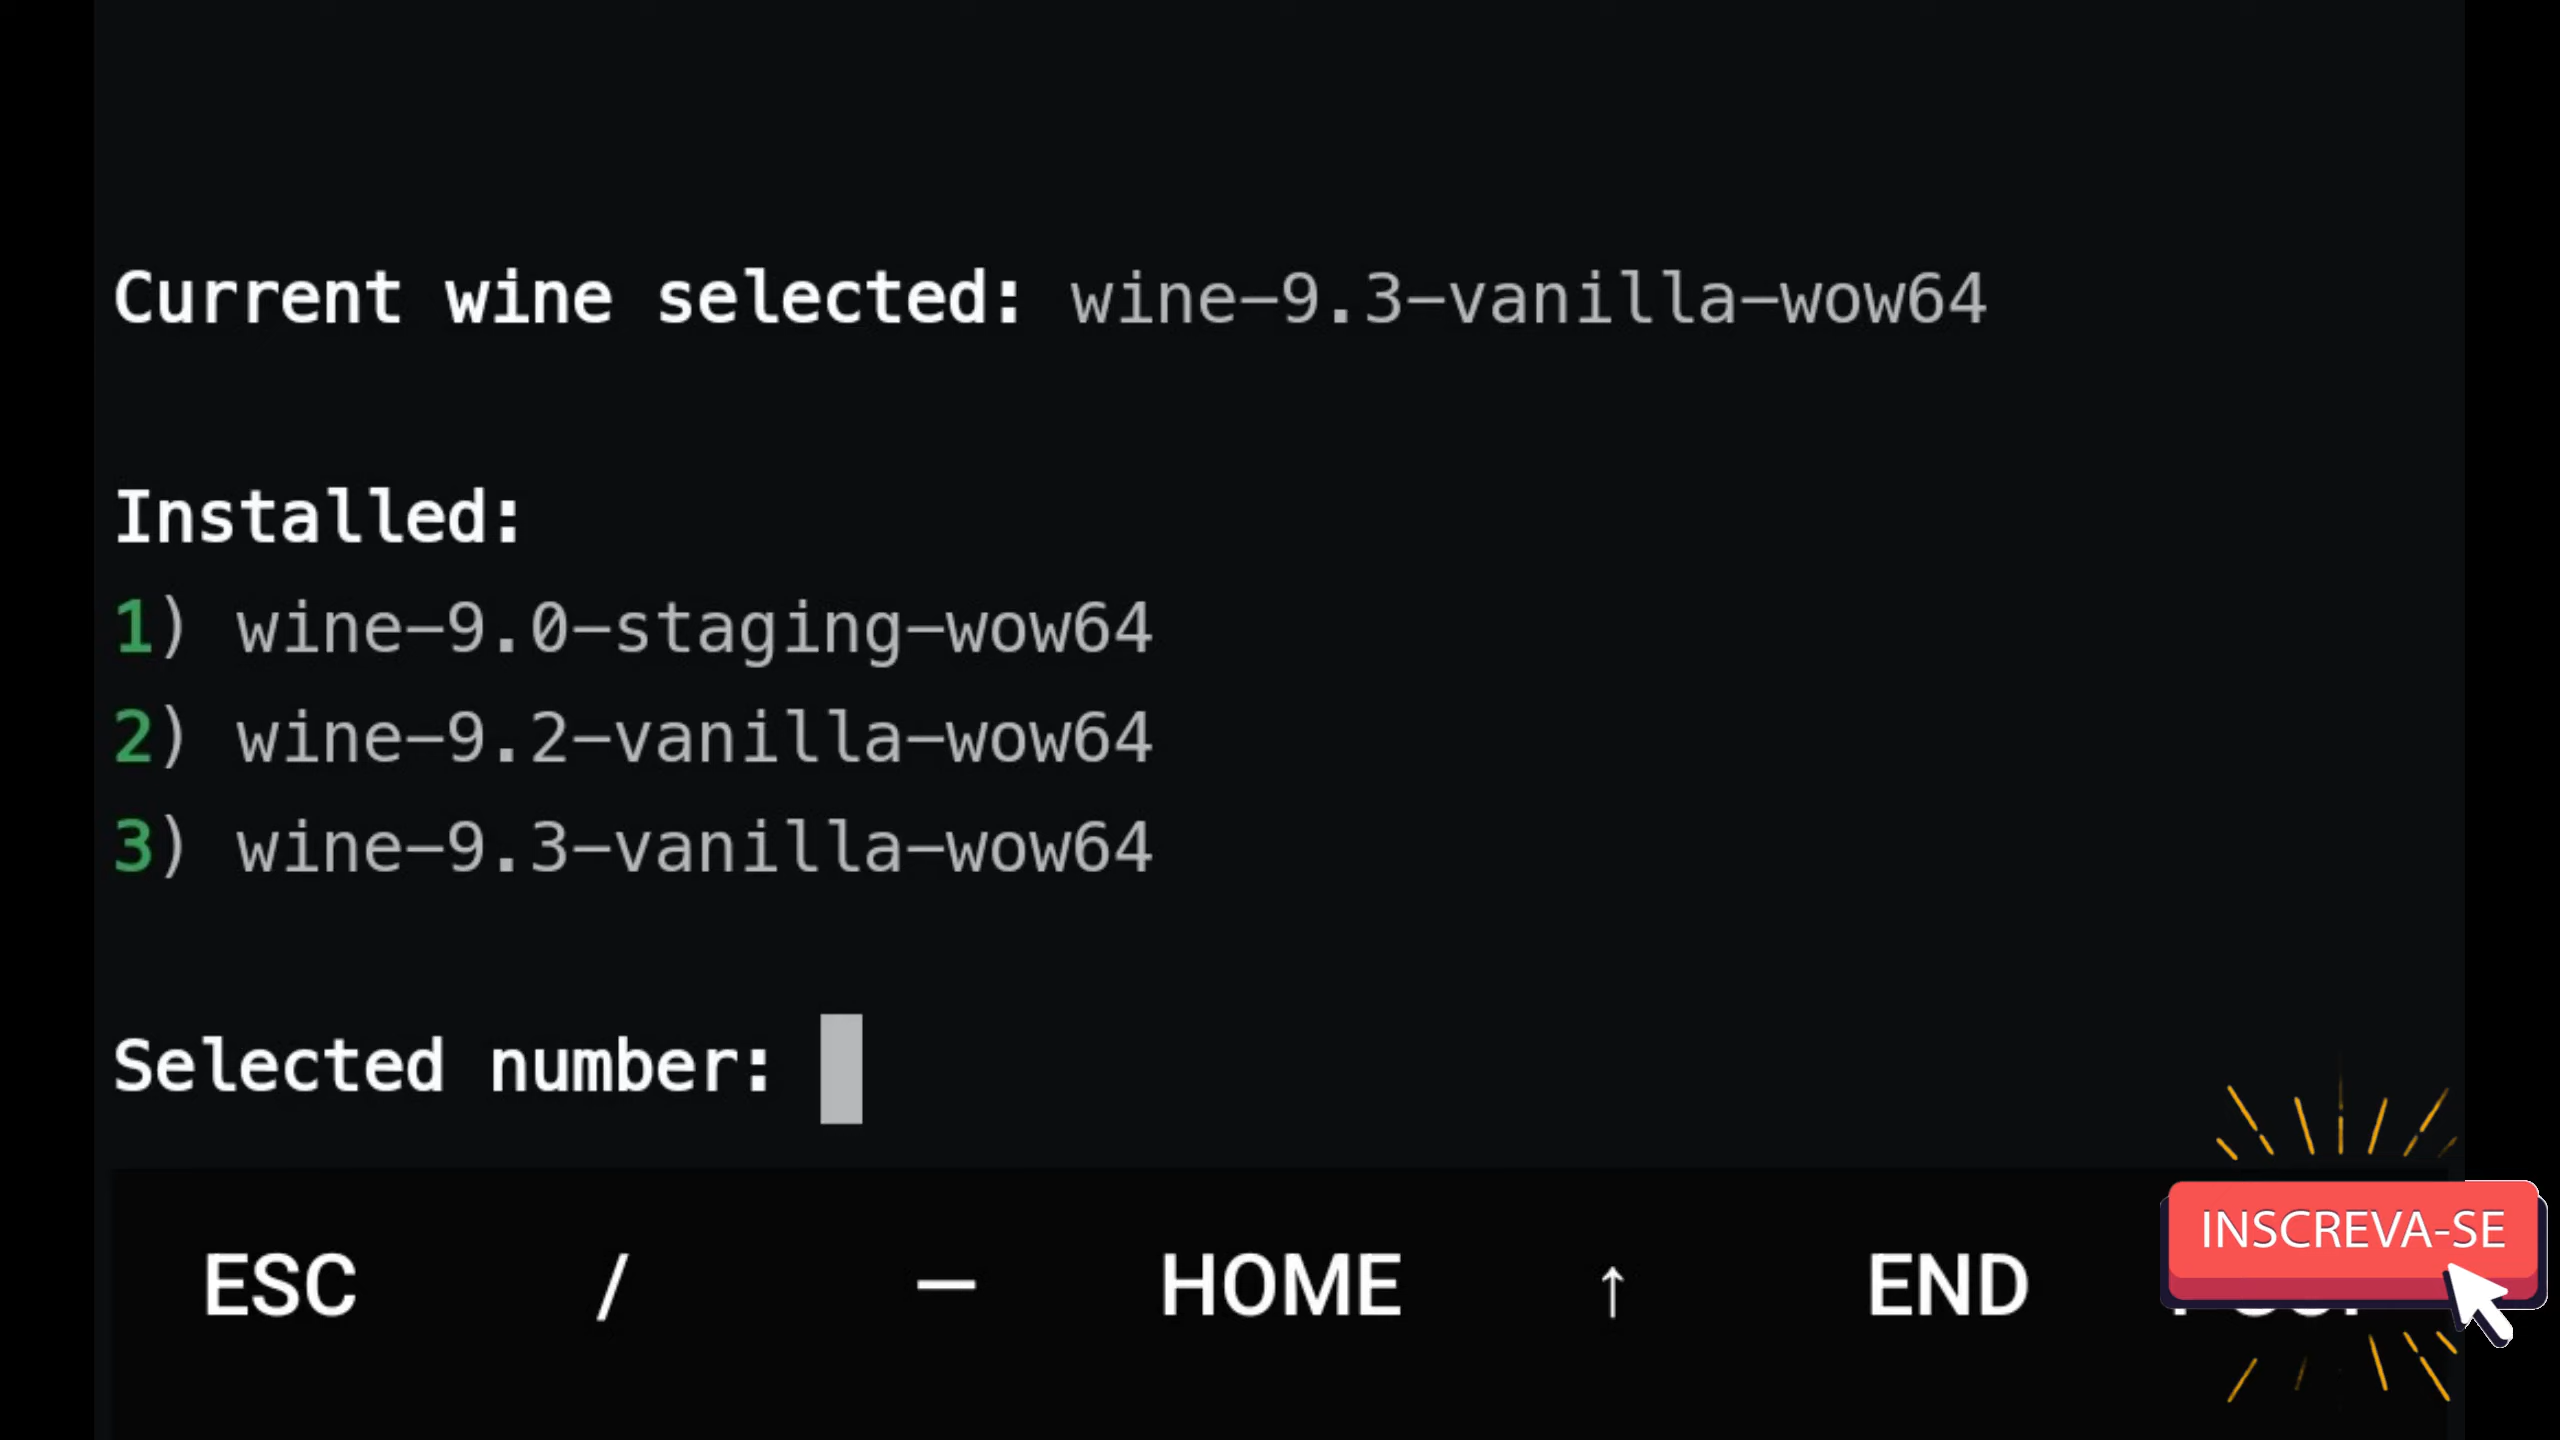 Current wine selected: wine-9.3-vanilla-wow64
Installed:
1) wine-9.0-staging-wow64
2) wine-9.2-vanilla-wow64
3) wine-9.3-vanilla-wow64
Selected number:
ESC / — HOME ↑ END
INSCREVA-SE